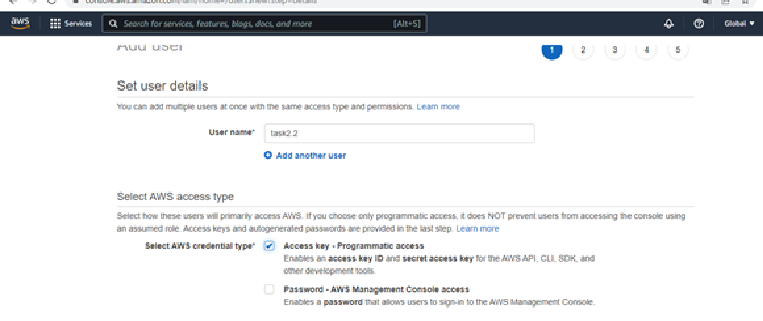 console.aws.amazon.com/iam/home#/users$new?step=details
aws Services Search for services, features, blogs, docs, and more [Alt+S] Global
Add user 1 2 3 4 5
Set user details
You can add multiple users at once with the same access type and permissions. Learn more
User name* task2.2
Add another user
Select AWS access type
Select how these users will primarily access AWS. If you choose only programmatic access, it does NOT prevent users from accessing the console using
an assumed role. Access keys and autogenerated passwords are provided in the last step. Learn more
Select AWS credential type* Access key - Programmatic access
Enables an access key ID and secret access key for the AWS API, CLI, SDK, and
other development tools.
Password - AWS Management Console access
Enables a password that allows users to sign-in to the AWS Management Console.